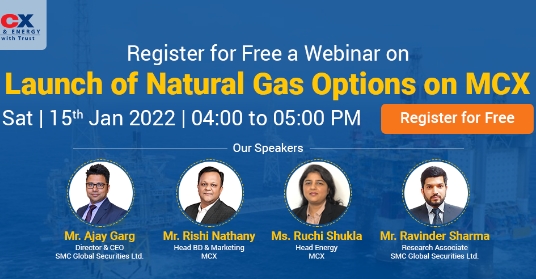 CX
& ENERGY
with Trust
Register for Free a Webinar on
Launch of Natural Gas Options on MCX
Sat | 15th Jan 2022 | 04:00 to 05:00 PM
Register for Free
Our Speakers
Mr. Ajay Garg
Director & CEO
SMC Global Securities Ltd.
Mr. Rishi Nathany
Head BD & Marketing
MCX
Ms. Ruchi Shukla
Head Energy
MCX
Mr. Ravinder Sharma
Research Associate
SMC Global Securities Ltd.